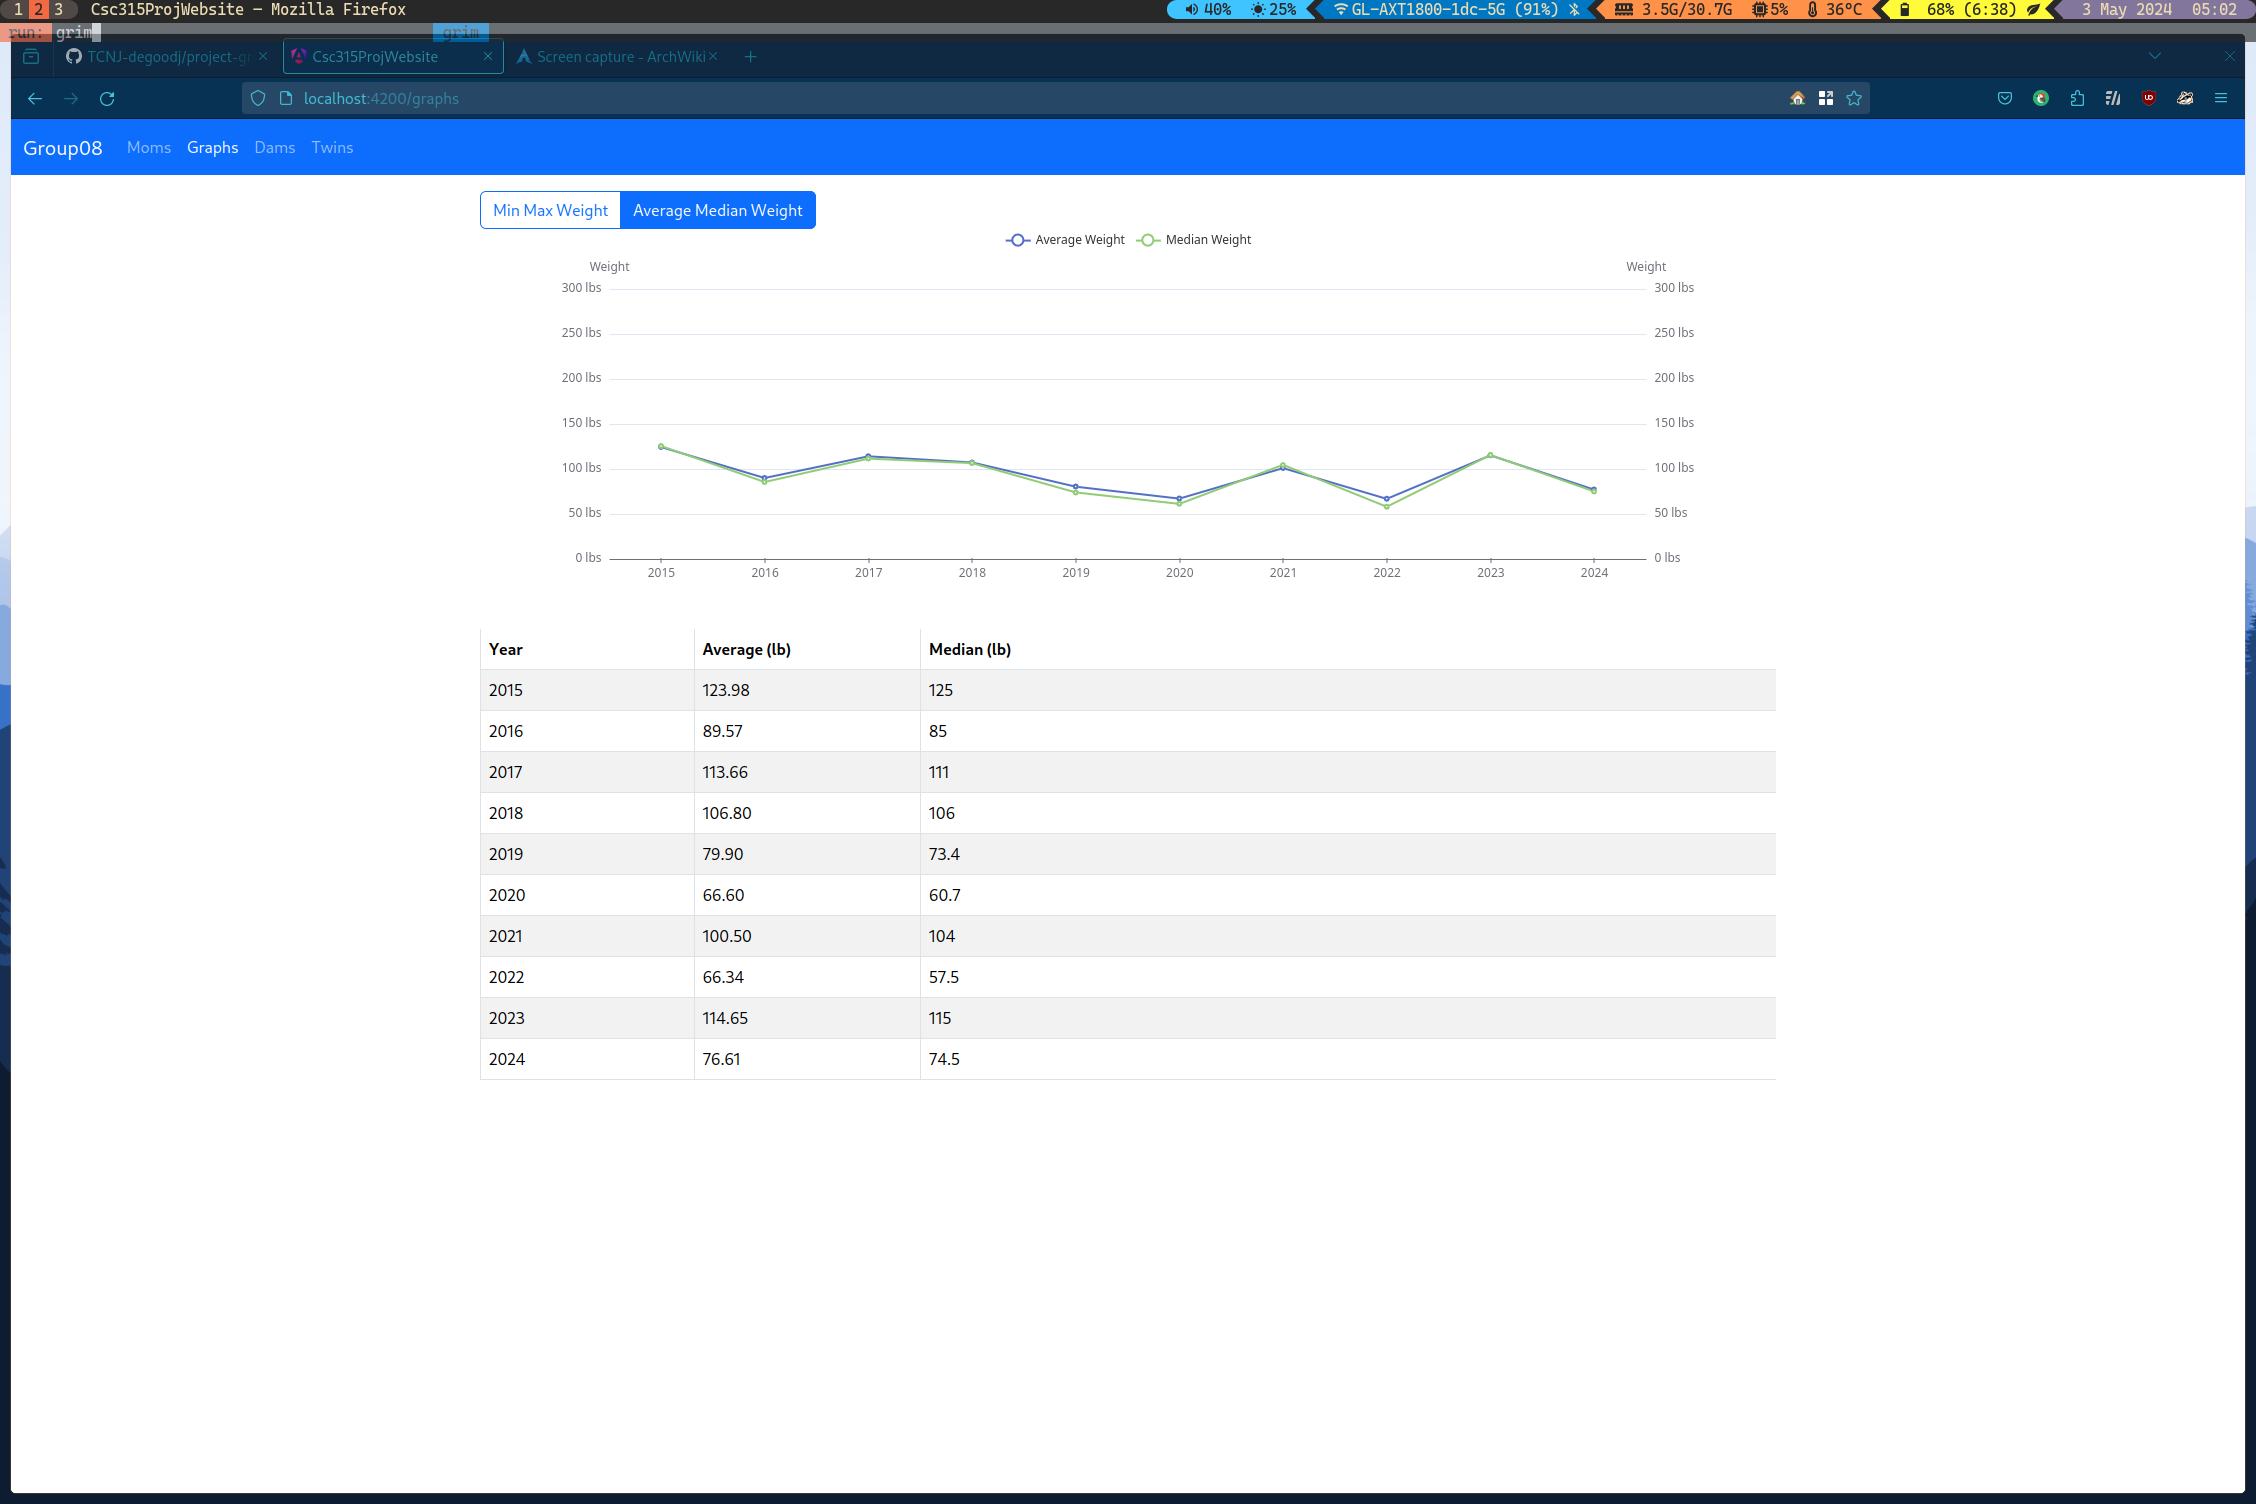 1 2 3 Csc315ProjWebsite — Mozilla Firefox 40% 25% GL-AXT1800-1dc-5G (91%) 3.5G/30.7G 5% 36°C 68% (6:38) 3 May 2024 05:02
run: grim grim
TCNJ-degoodj/project-gr Csc315ProjWebsite Screen capture - ArchWiki
localhost:4200/graphs
Group08 Moms Graphs Dams Twins
Min Max Weight Average Median Weight
Average Weight Median Weight
Weight Weight
300 lbs 300 lbs
250 lbs 250 lbs
200 lbs 200 lbs
150 lbs 150 lbs
100 lbs 100 lbs
50 lbs 50 lbs
0 lbs 0 lbs
2015 2016 2017 2018 2019 2020 2021 2022 2023 2024
Year Average (lb) Median (lb)
2015 123.98 125
2016 89.57 85
2017 113.66 111
2018 106.80 106
2019 79.90 73.4
2020 66.60 60.7
2021 100.50 104
2022 66.34 57.5
2023 114.65 115
2024 76.61 74.5